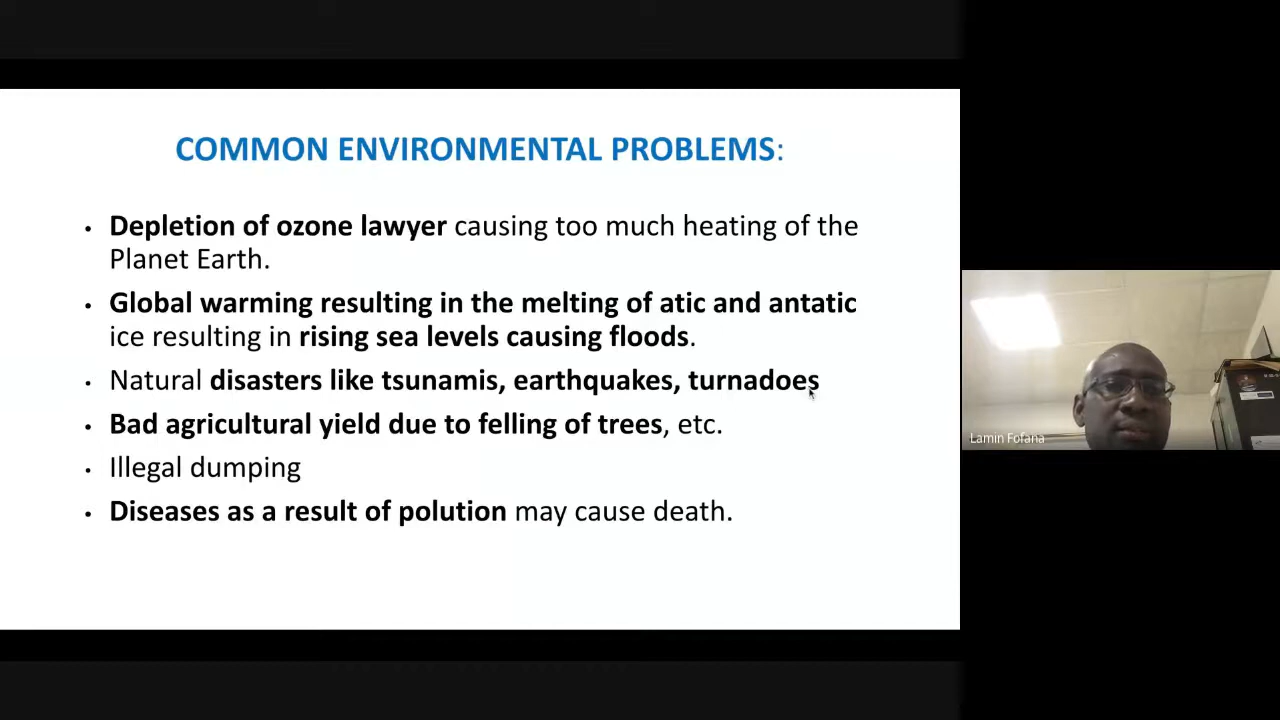 COMMON ENVIRONMENTAL PROBLEMS:
• Depletion of ozone lawyer causing too much heating of the
Planet Earth.
• Global warming resulting in the melting of atic and antatic
ice resulting in rising sea levels causing floods.
• Natural disasters like tsunamis, earthquakes, turnadoes
• Bad agricultural yield due to felling of trees, etc.
• Illegal dumping
• Diseases as a result of polution may cause death.
Lamin Fofana